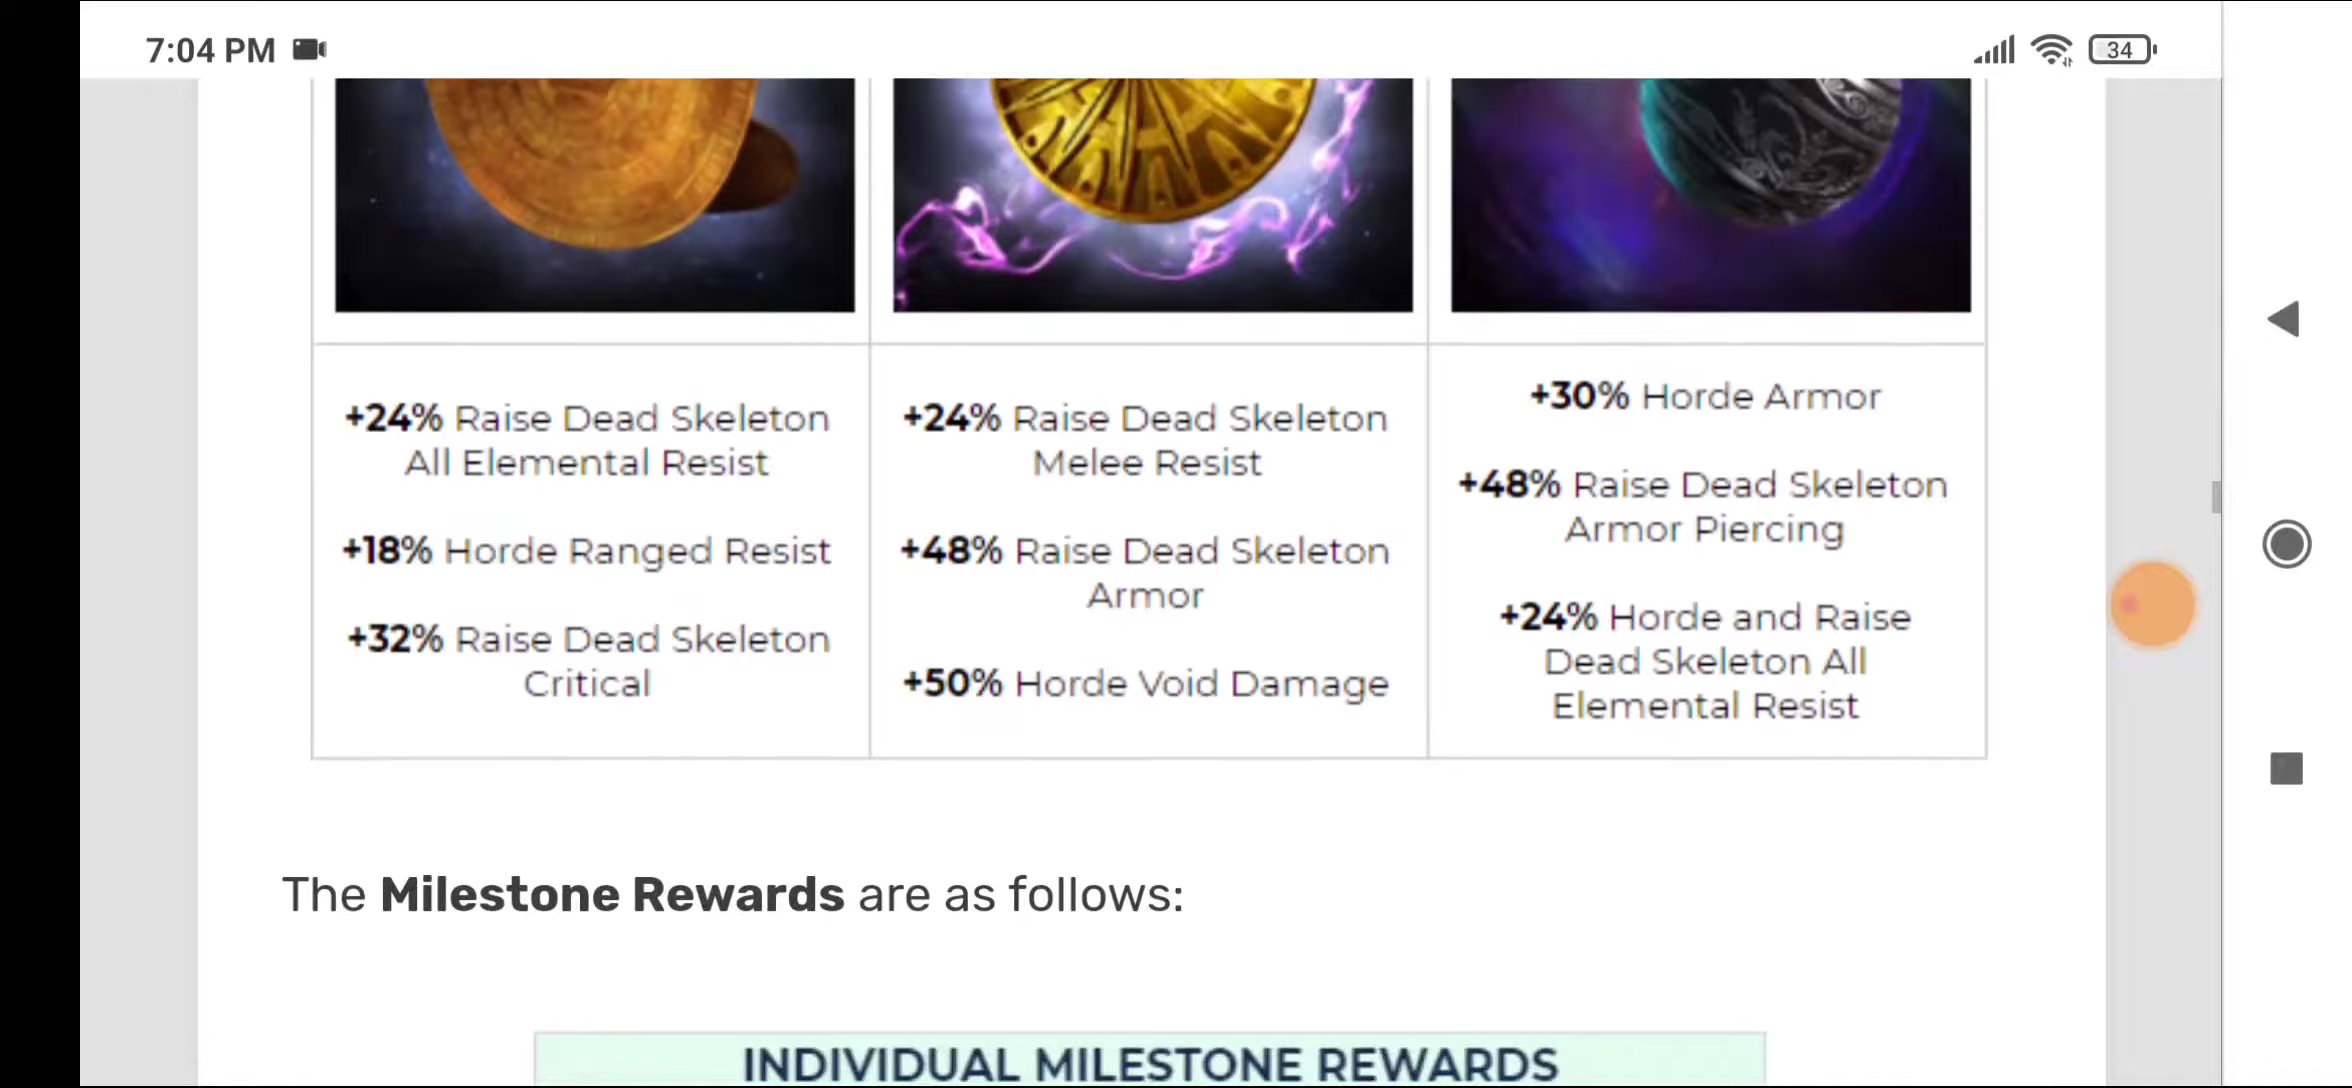 7:04 PM
34
+24% Raise Dead Skeleton
All Elemental Resist
+18% Horde Ranged Resist
+32% Raise Dead Skeleton
Critical
+24% Raise Dead Skeleton
Melee Resist
+48% Raise Dead Skeleton
Armor
+50% Horde Void Damage
+30% Horde Armor
+48% Raise Dead Skeleton
Armor Piercing
+24% Horde and Raise
Dead Skeleton All
Elemental Resist
The Milestone Rewards are as follows:
INDIVIDUAL MILESTONE REWARDS